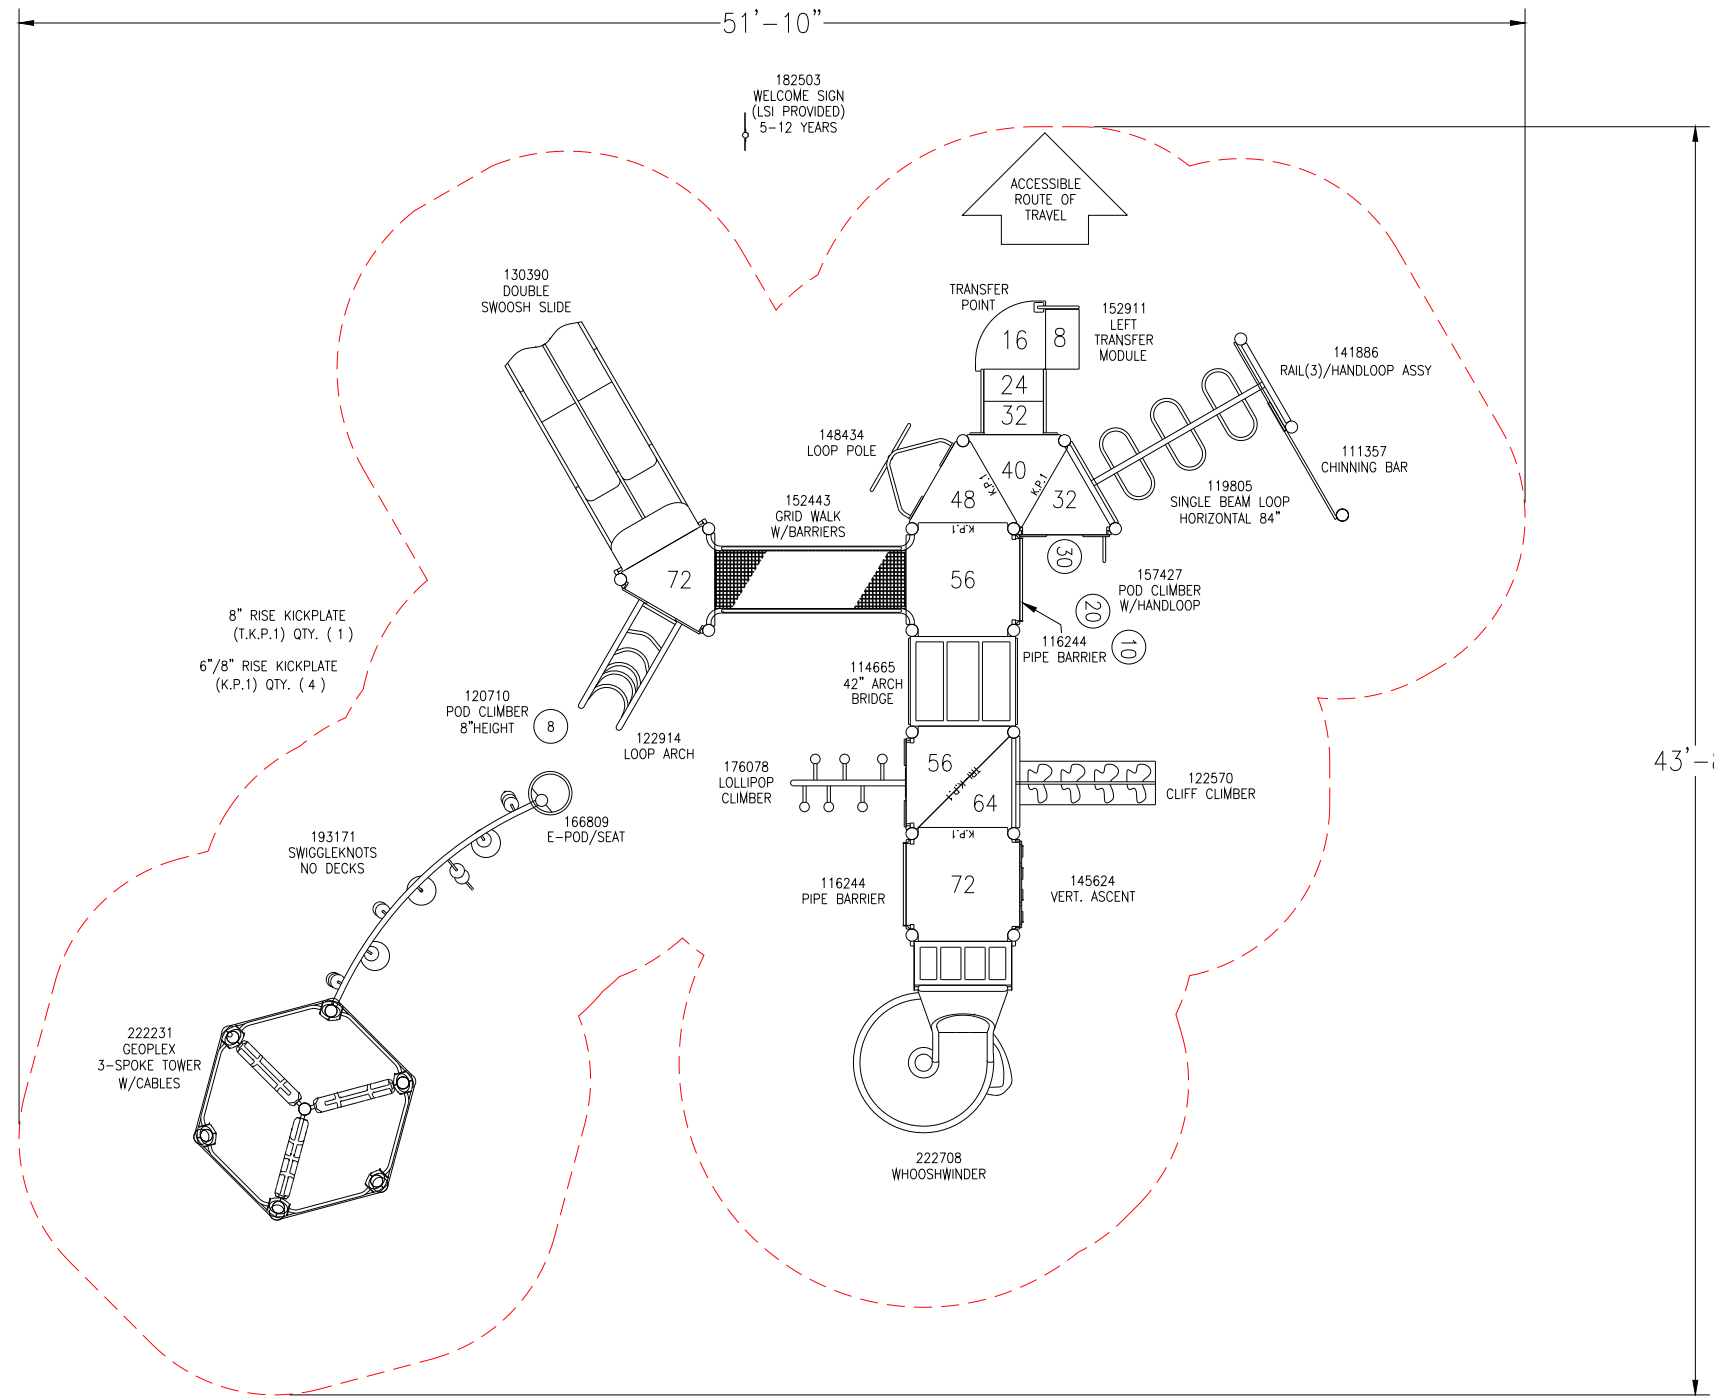 51'-10"
182503
WELCOME SIGN
(LSI PROVIDED)
5-12 YEARS
ACCESSIBLE
ROUTE OF
TRAVEL
130390
DOUBLE
SWOOSH SLIDE
TRANSFER
POINT
152911
LEFT
TRANSFER
MODULE
16
8
24
32
141886
RAIL(3)/HANDLOOP ASSY
148434
LOOP POLE
40
K.P.1
K.P.1
48
32
111357
CHINNING BAR
119805
SINGLE BEAM LOOP
HORIZONTAL 84"
152443
GRID WALK
W/BARRIERS
K.P.1
30
72
56
157427
POD CLIMBER
W/HANDLOOP
20
10
116244
PIPE BARRIER
8" RISE KICKPLATE
(T.K.P.1) QTY. ( 1 )
6"/8" RISE KICKPLATE
(K.P.1) QTY. ( 4 )
114665
42" ARCH
BRIDGE
120710
POD CLIMBER
8"HEIGHT
8
122914
LOOP ARCH
43'-
176078
LOLLIPOP
CLIMBER
56
TRI K.P.1
64
122570
CLIFF CLIMBER
166809
E-POD/SEAT
K.P.1
193171
SWIGGLEKNOTS
NO DECKS
116244
PIPE BARRIER
72
145624
VERT. ASCENT
222231
GEOPLEX
3-SPOKE TOWER
W/CABLES
222708
WHOOSHWINDER